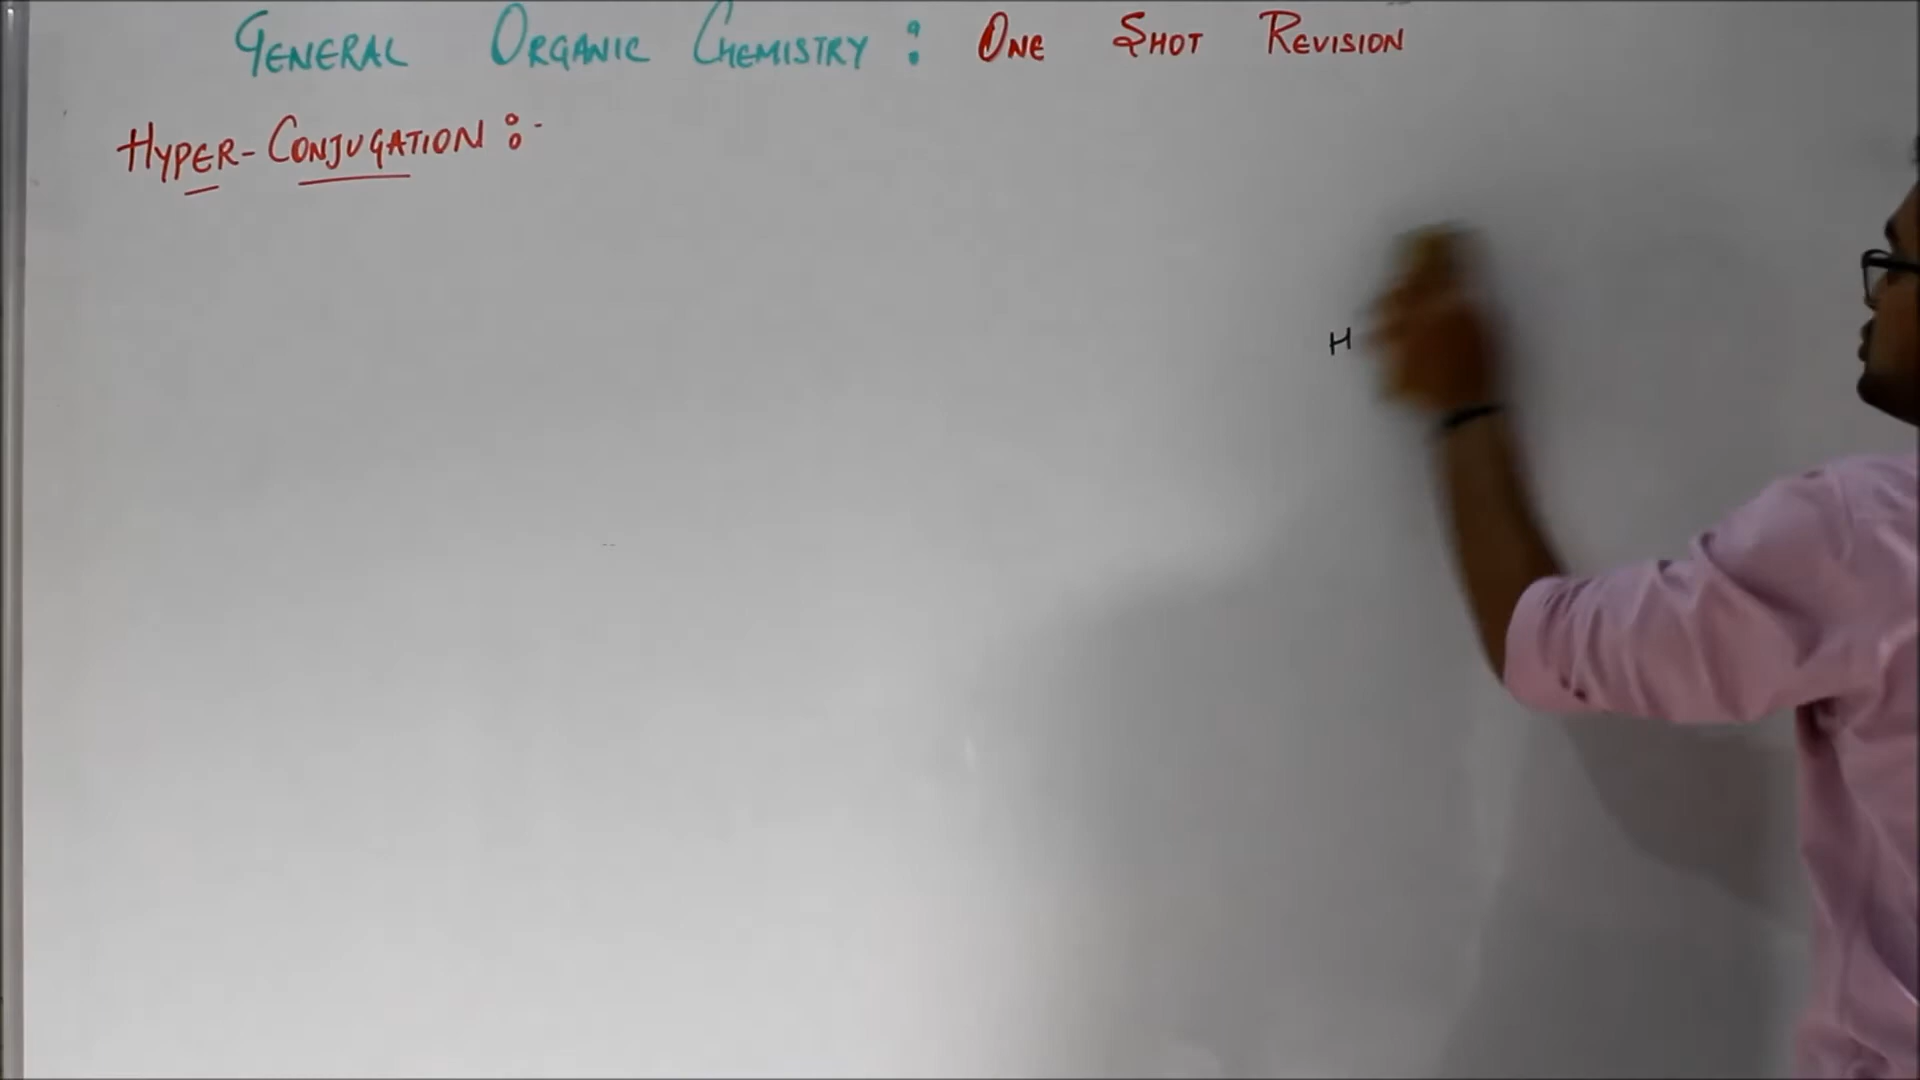 GENERAL ORGANIC CHEMISTRY : ONE SHOT REVISION
HYPER-CONJUGATION :-
H